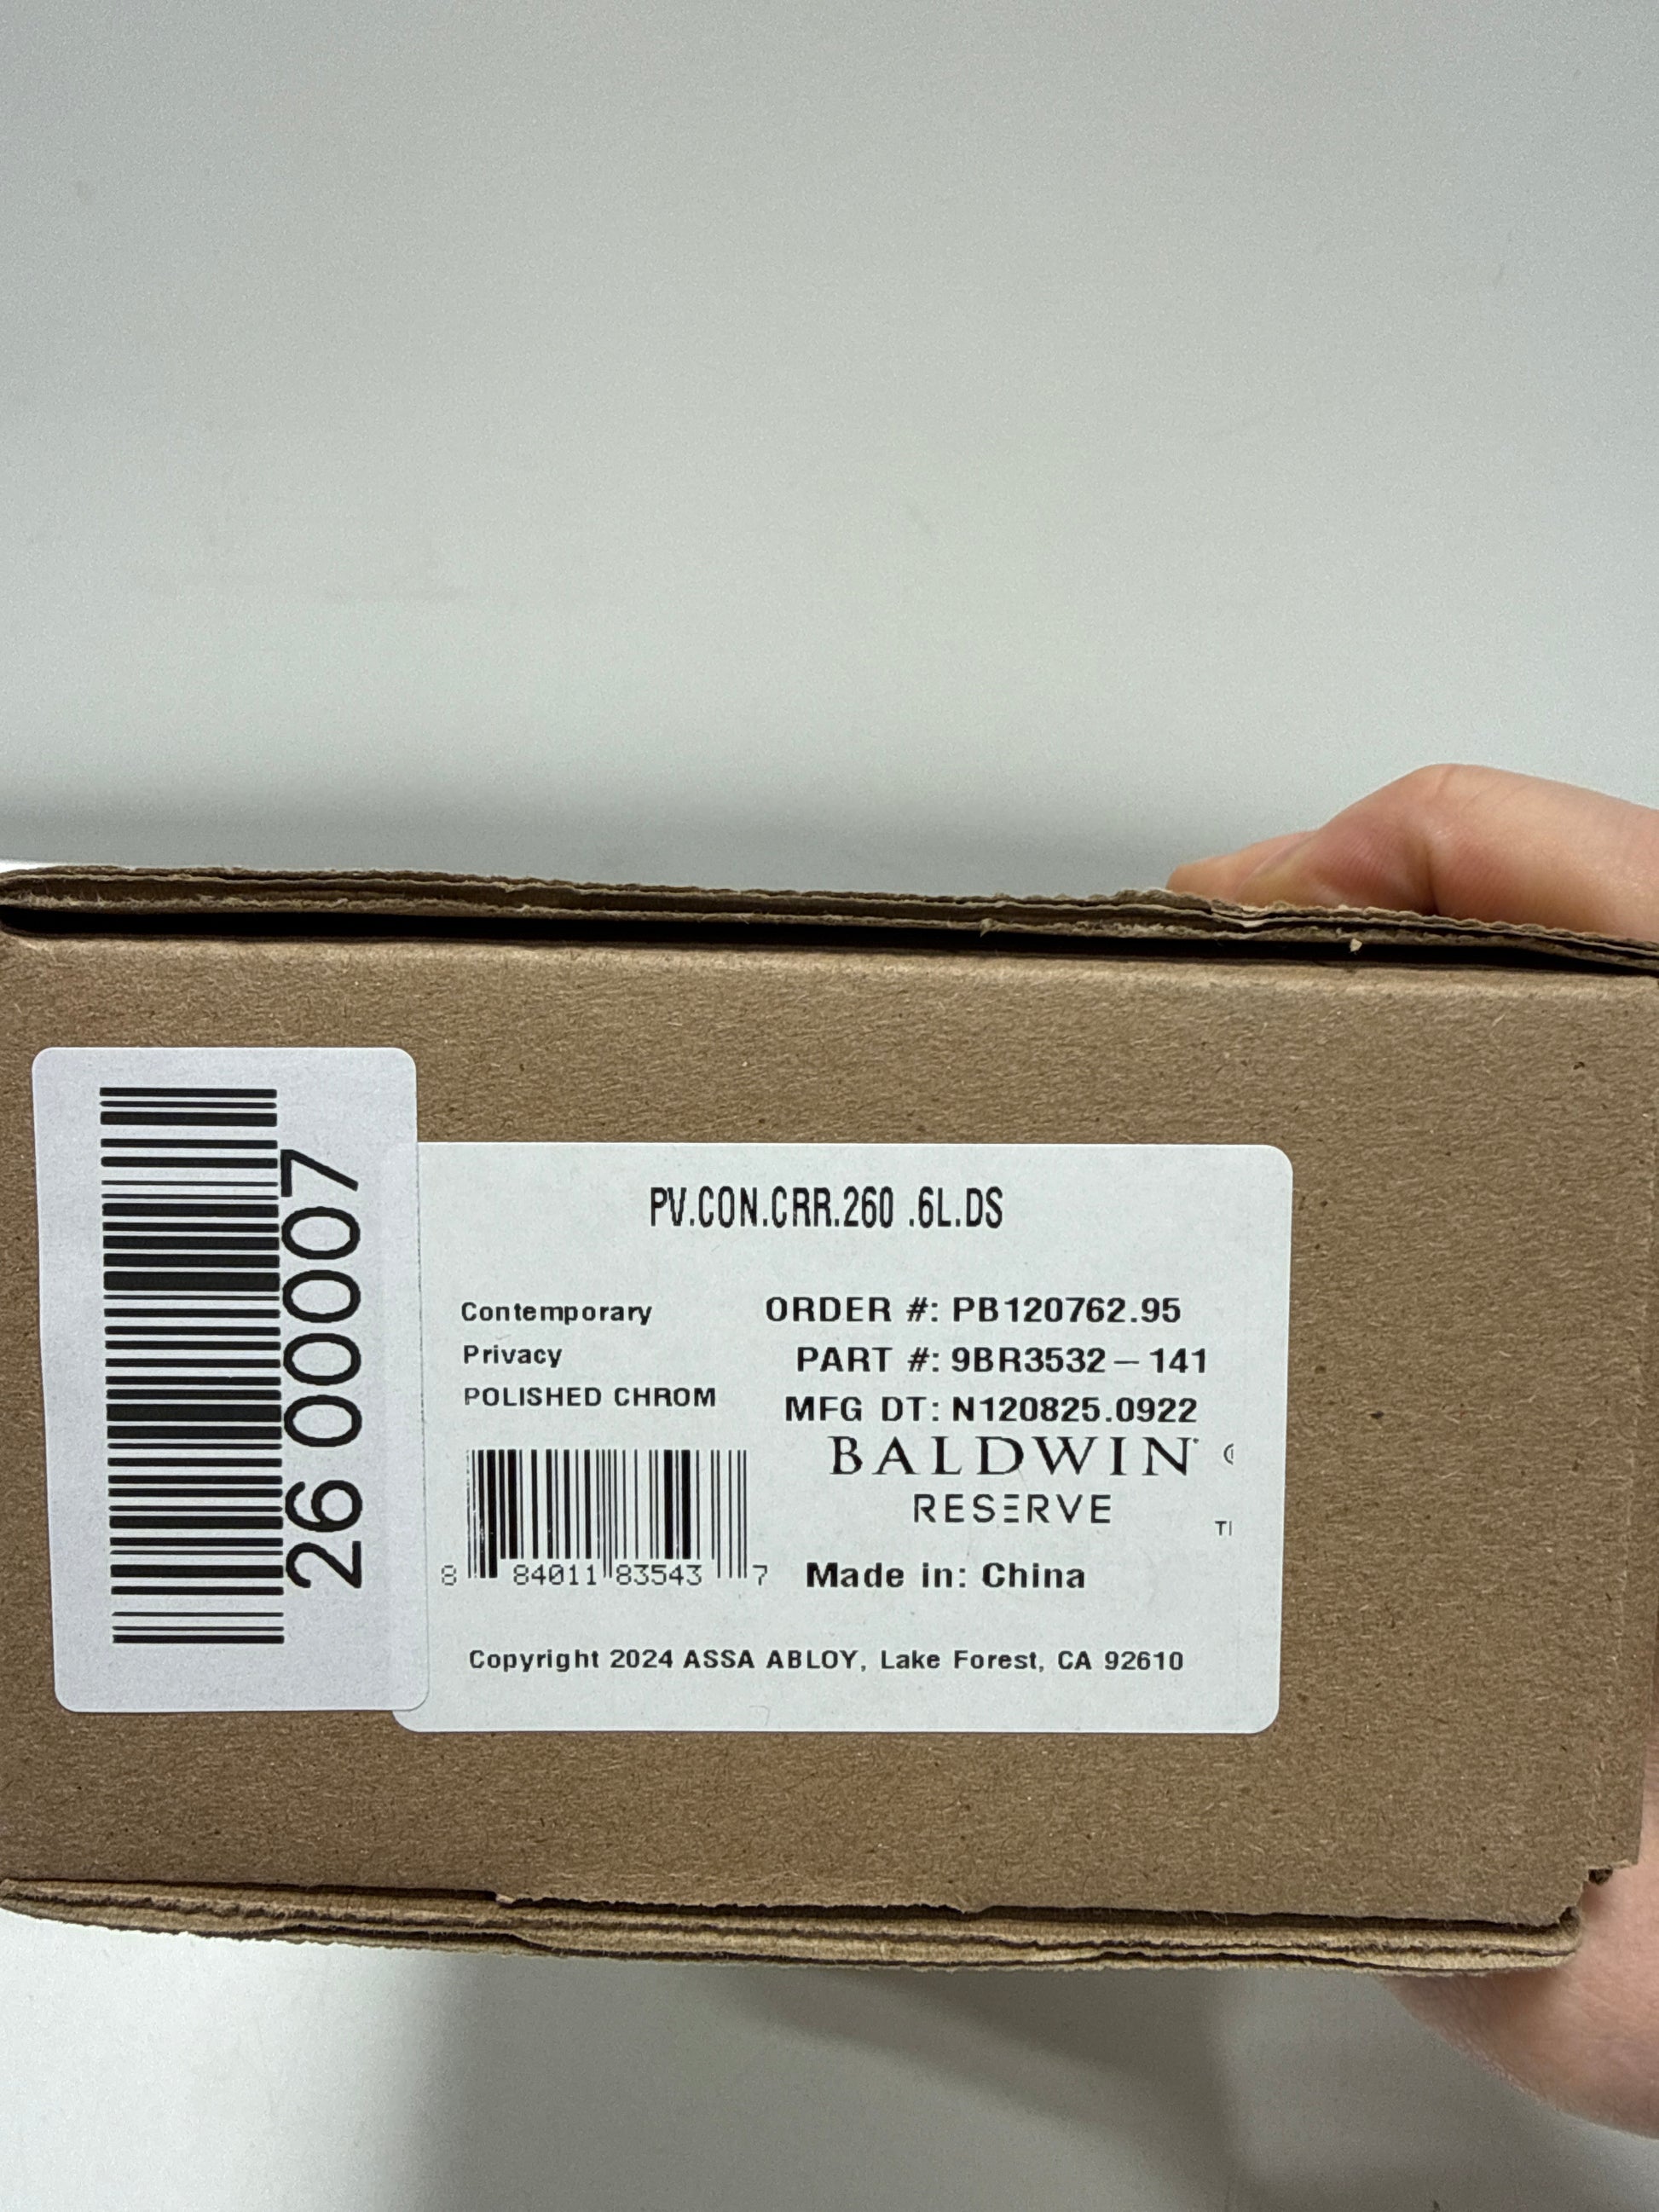 26 00007
PV.CON.CRR.260 .6L.DS
Contemporary
Privacy
POLISHED CHROM
ORDER #: PB120762.95
PART #: 9BR3532-141
MFG DT: N120825.0922
BALDWIN
RESERVE
8 84011 83543 7
Made in: China
Copyright 2024 ASSA ABLOY, Lake Forest, CA 92610